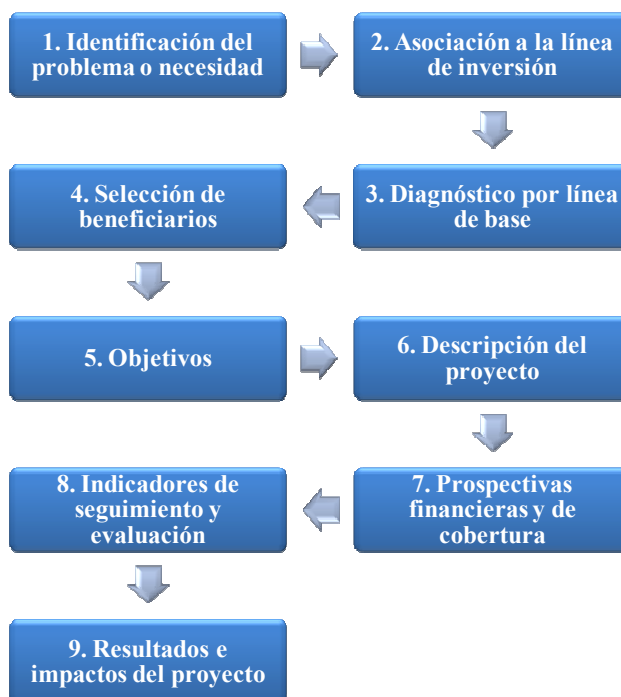 1. Identificación del
problema o necesidad
2. Asociación a la línea
de inversión
3. Diagnóstico por línea
de base
4. Selección de
beneficiarios
5. Objetivos
6. Descripción del
proyecto
7. Prospectivas
financieras y de
cobertura
8. Indicadores de
seguimiento y
evaluación
9. Resultados e
impactos del proyecto